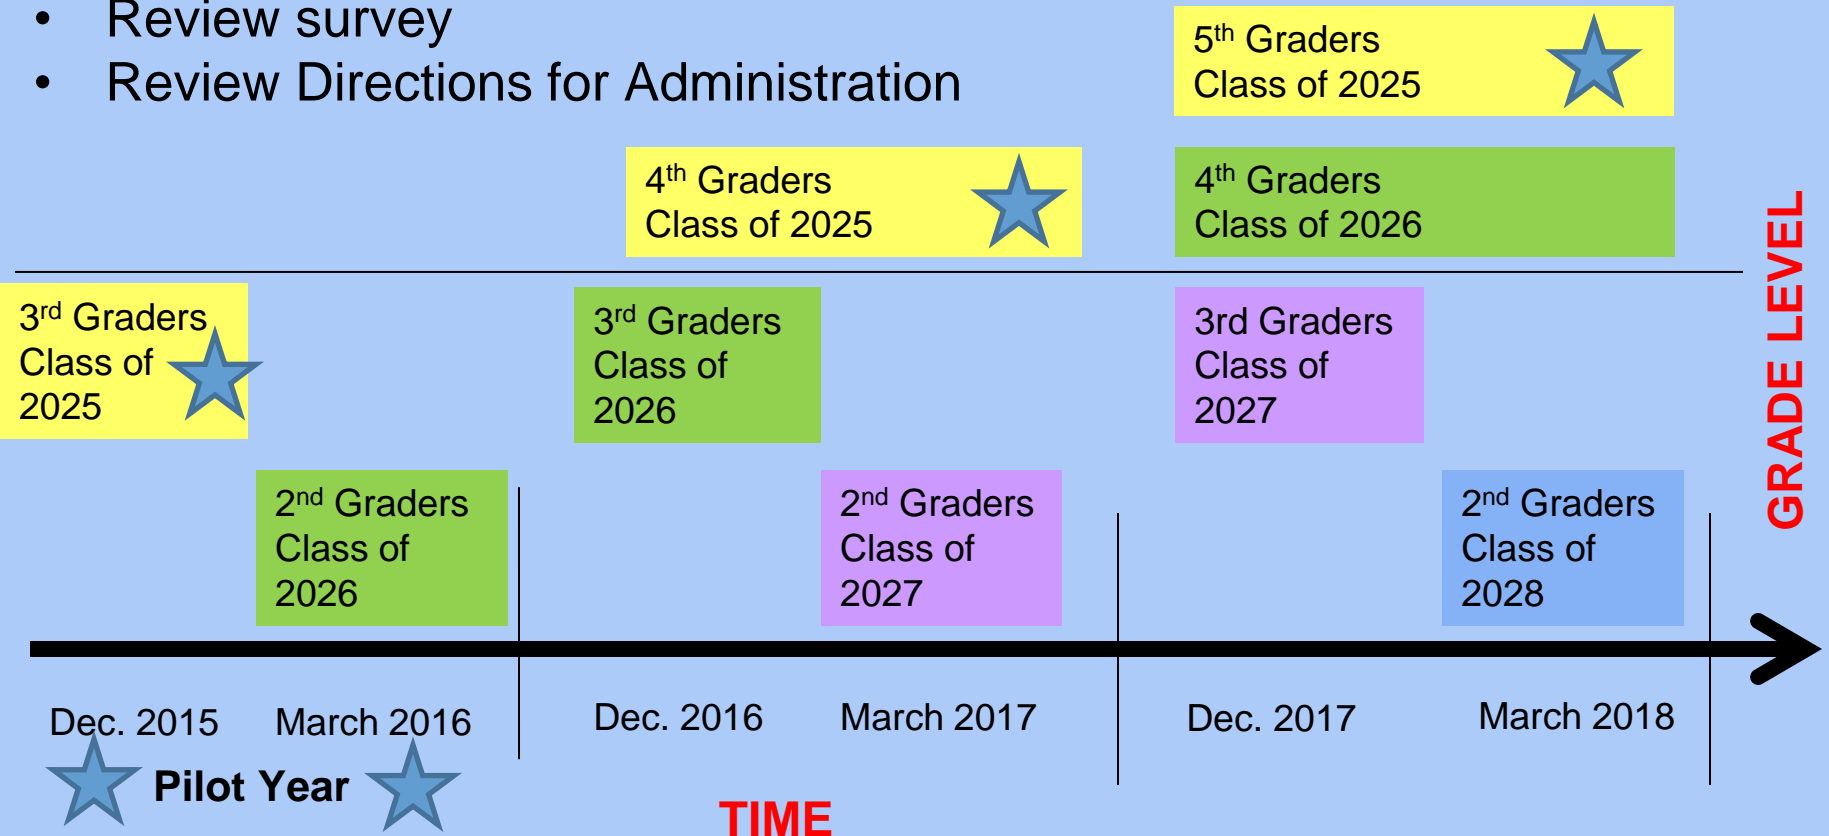 • Review survey
• Review Directions for Administration
5th Graders
Class of 2025
4th Graders
Class of 2025
4th Graders
Class of 2026
3rd Graders
Class of
2025
3rd Graders
Class of
2026
3rd Graders
Class of
2027
GRADE LEVEL
2nd Graders
Class of
2026
2nd Graders
Class of
2027
2nd Graders
Class of
2028
Dec. 2015
March 2016
Dec. 2016
March 2017
Dec. 2017
March 2018
Pilot Year
TIME